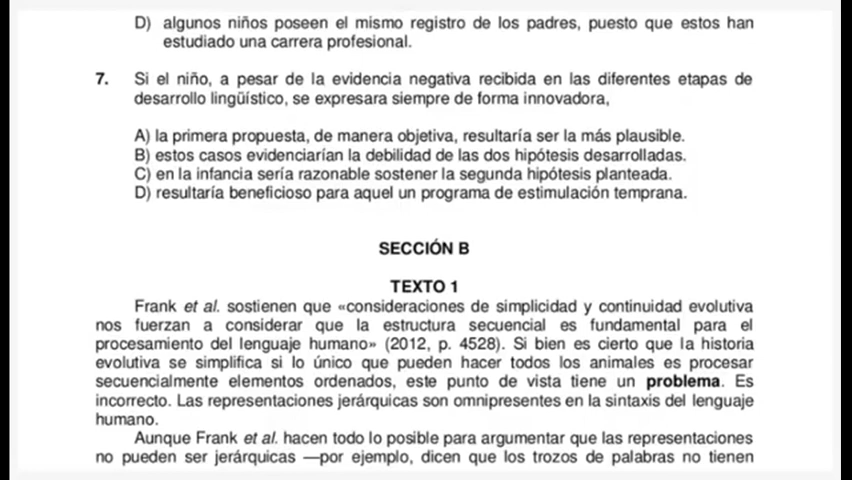 D) algunos niños poseen el mismo registro de los padres, puesto que estos han
estudiado una carrera profesional.
7. Si el niño, a pesar de la evidencia negativa recibida en las diferentes etapas de
desarrollo lingüístico, se expresara siempre de forma innovadora,
A) la primera propuesta, de manera objetiva, resultaría ser la más plausible.
B) estos casos evidenciarían la debilidad de las dos hipótesis desarrolladas.
C) en la infancia sería razonable sostener la segunda hipótesis planteada.
D) resultaría beneficioso para aquel un programa de estimulación temprana.
SECCIÓN B
TEXTO 1
Frank et al. sostienen que «consideraciones de simplicidad y continuidad evolutiva
nos fuerzan a considerar que la estructura secuencial es fundamental para el
procesamiento del lenguaje humano» (2012, p. 4528). Si bien es cierto que la historia
evolutiva se simplifica si lo único que pueden hacer todos los animales es procesar
secuencialmente elementos ordenados, este punto de vista tiene un problema. Es
incorrecto. Las representaciones jerárquicas son omnipresentes en la sintaxis del lenguaje
humano.
Aunque Frank et al. hacen todo lo posible para argumentar que las representaciones
no pueden ser jerárquicas —por ejemplo, dicen que los trozos de palabras no tienen